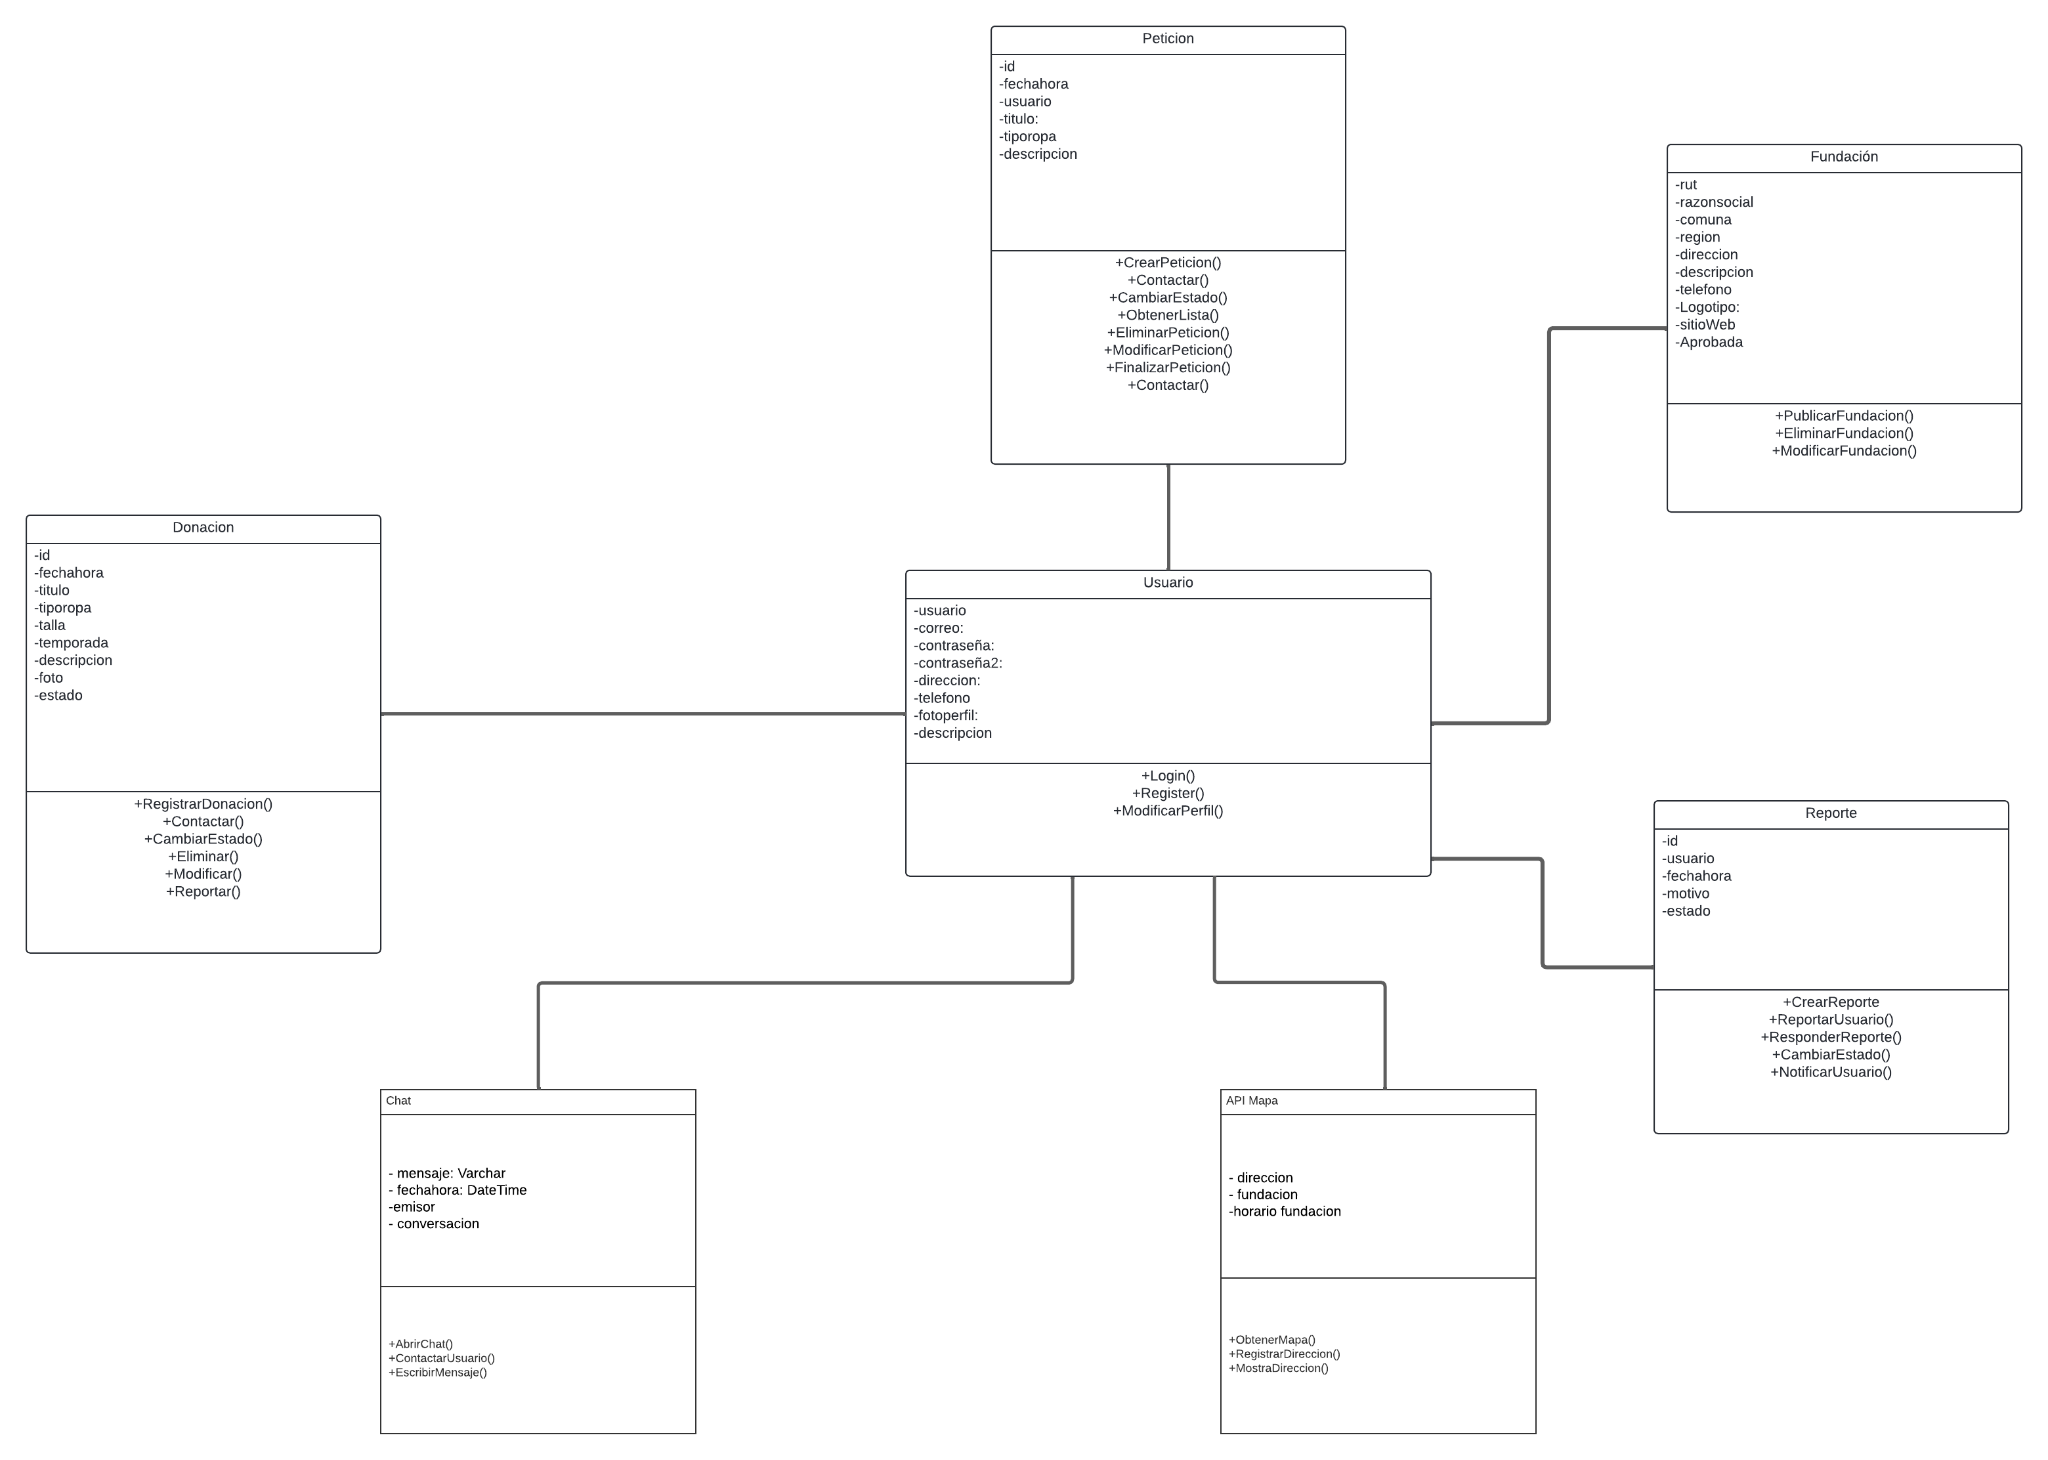 Peticion
-id
-fechahora
-usuario
-titulo:
-tiporopa
-descripcion
+CrearPeticion()
+Contactar()
+CambiarEstado()
+ObtenerLista()
+EliminarPeticion()
+ModificarPeticion()
+FinalizarPeticion()
+Contactar()
Fundación
-rut
-razonsocial
-comuna
-region
-direccion
-descripcion
-telefono
-Logotipo:
-sitioWeb
-Aprobada
+PublicarFundacion()
+EliminarFundacion()
+ModificarFundacion()
Donacion
-id
-fechahora
-titulo
-tiporopa
-talla
-temporada
-descripcion
-foto
-estado
+RegistrarDonacion()
+Contactar()
+CambiarEstado()
+Eliminar()
+Modificar()
+Reportar()
Usuario
-usuario
-correo:
-contraseña:
-contraseña2:
-direccion:
-telefono
-fotoperfil:
-descripcion
+Login()
+Register()
+ModificarPerfil()
Reporte
-id
-usuario
-fechahora
-motivo
-estado
+CrearReporte
+ReportarUsuario()
+ResponderReporte()
+CambiarEstado()
+NotificarUsuario()
Chat
- mensaje: Varchar
- fechahora: DateTime
-emisor
- conversacion
+AbrirChat()
+ContactarUsuario()
+EscribirMensaje()
API Mapa
- direccion
- fundacion
-horario fundacion
+ObtenerMapa()
+RegistrarDireccion()
+MostraDireccion()